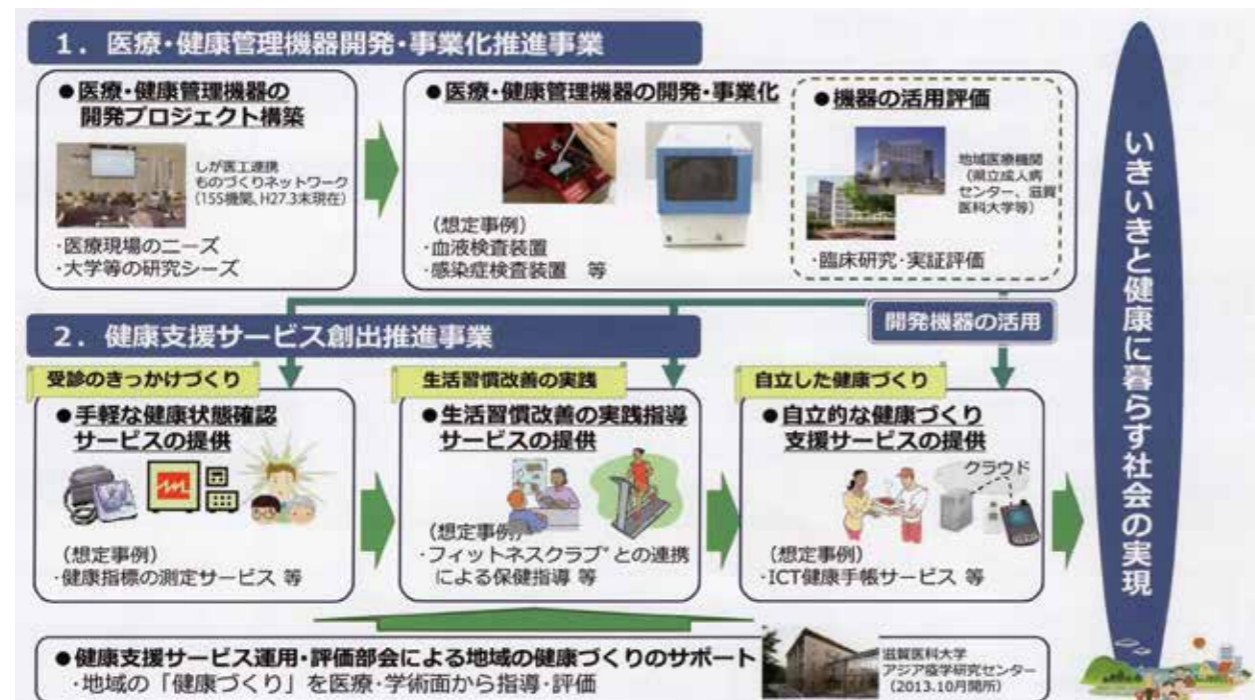 1．医療・健康管理機器開発・事業化推進事業
●医療・健康管理機器の
開発プロジェクト構築
しが医工連携
ものづくりネットワーク
（155機関、H27.3末現在）
・医療現場のニーズ
・大学等の研究シーズ
●医療・健康管理機器の開発・事業化
（想定事例）
・血液検査装置
・感染症検査装置　等
●機器の活用評価
地域医療機関
（県立成人病
センター、滋賀
医科大学等）
・臨床研究・実証評価
開発機器の活用
2．健康支援サービス創出推進事業
受診のきっかけづくり
●手軽な健康状態確認
サービスの提供
（想定事例）
・健康指標の測定サービス 等
生活習慣改善の実践
●生活習慣改善の実践指導
サービスの提供
（想定事例）
・フィットネスクラブ との連携
による保健指導 等
自立した健康づくり
●自立的な健康づくり
支援サービスの提供
クラウド
（想定事例）
・ICT健康手帳サービス 等
●健康支援サービス運用・評価部会による地域の健康づくりのサポート
・地域の「健康づくり」を医療・学術面から指導・評価
滋賀医科大学
アジア疫学研究センター
（2013.10月開所）
いきいきと健康に暮らす社会の実現